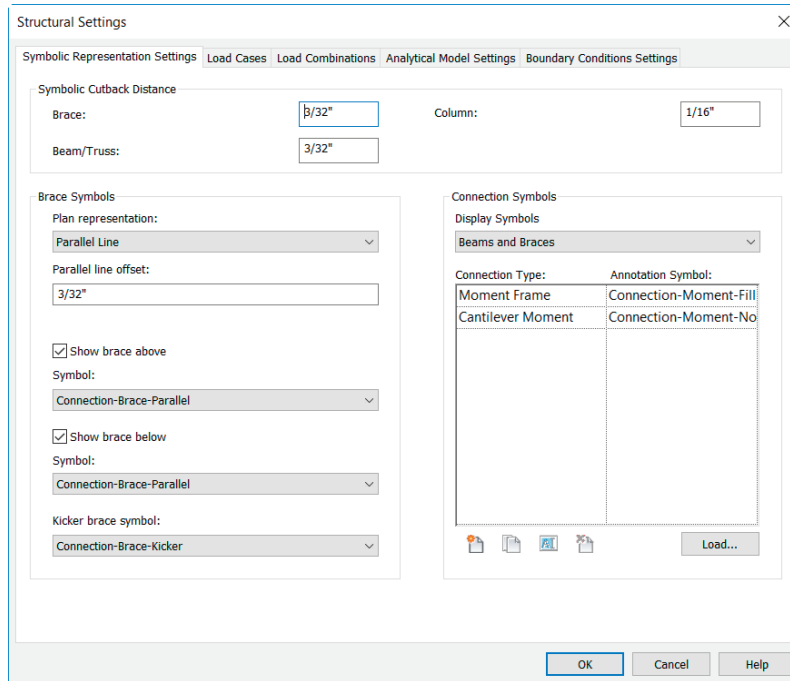 Structural Settings
Symbolic Representation Settings Load Cases Load Combinations Analytical Model Settings Boundary Conditions Settings
Symbolic Cutback Distance
Brace: 3/32" Column: 1/16"
Beam/Truss: 3/32"
Brace Symbols
Plan representation:
Parallel Line
Parallel line offset:
3/32"
Show brace above
Symbol:
Connection-Brace-Parallel
Show brace below
Symbol:
Connection-Brace-Parallel
Kicker brace symbol:
Connection-Brace-Kicker
Connection Symbols
Display Symbols
Beams and Braces
Connection Type: Annotation Symbol:
Moment Frame Connection-Moment-Fill
Cantilever Moment Connection-Moment-No
Load...
OK Cancel Help